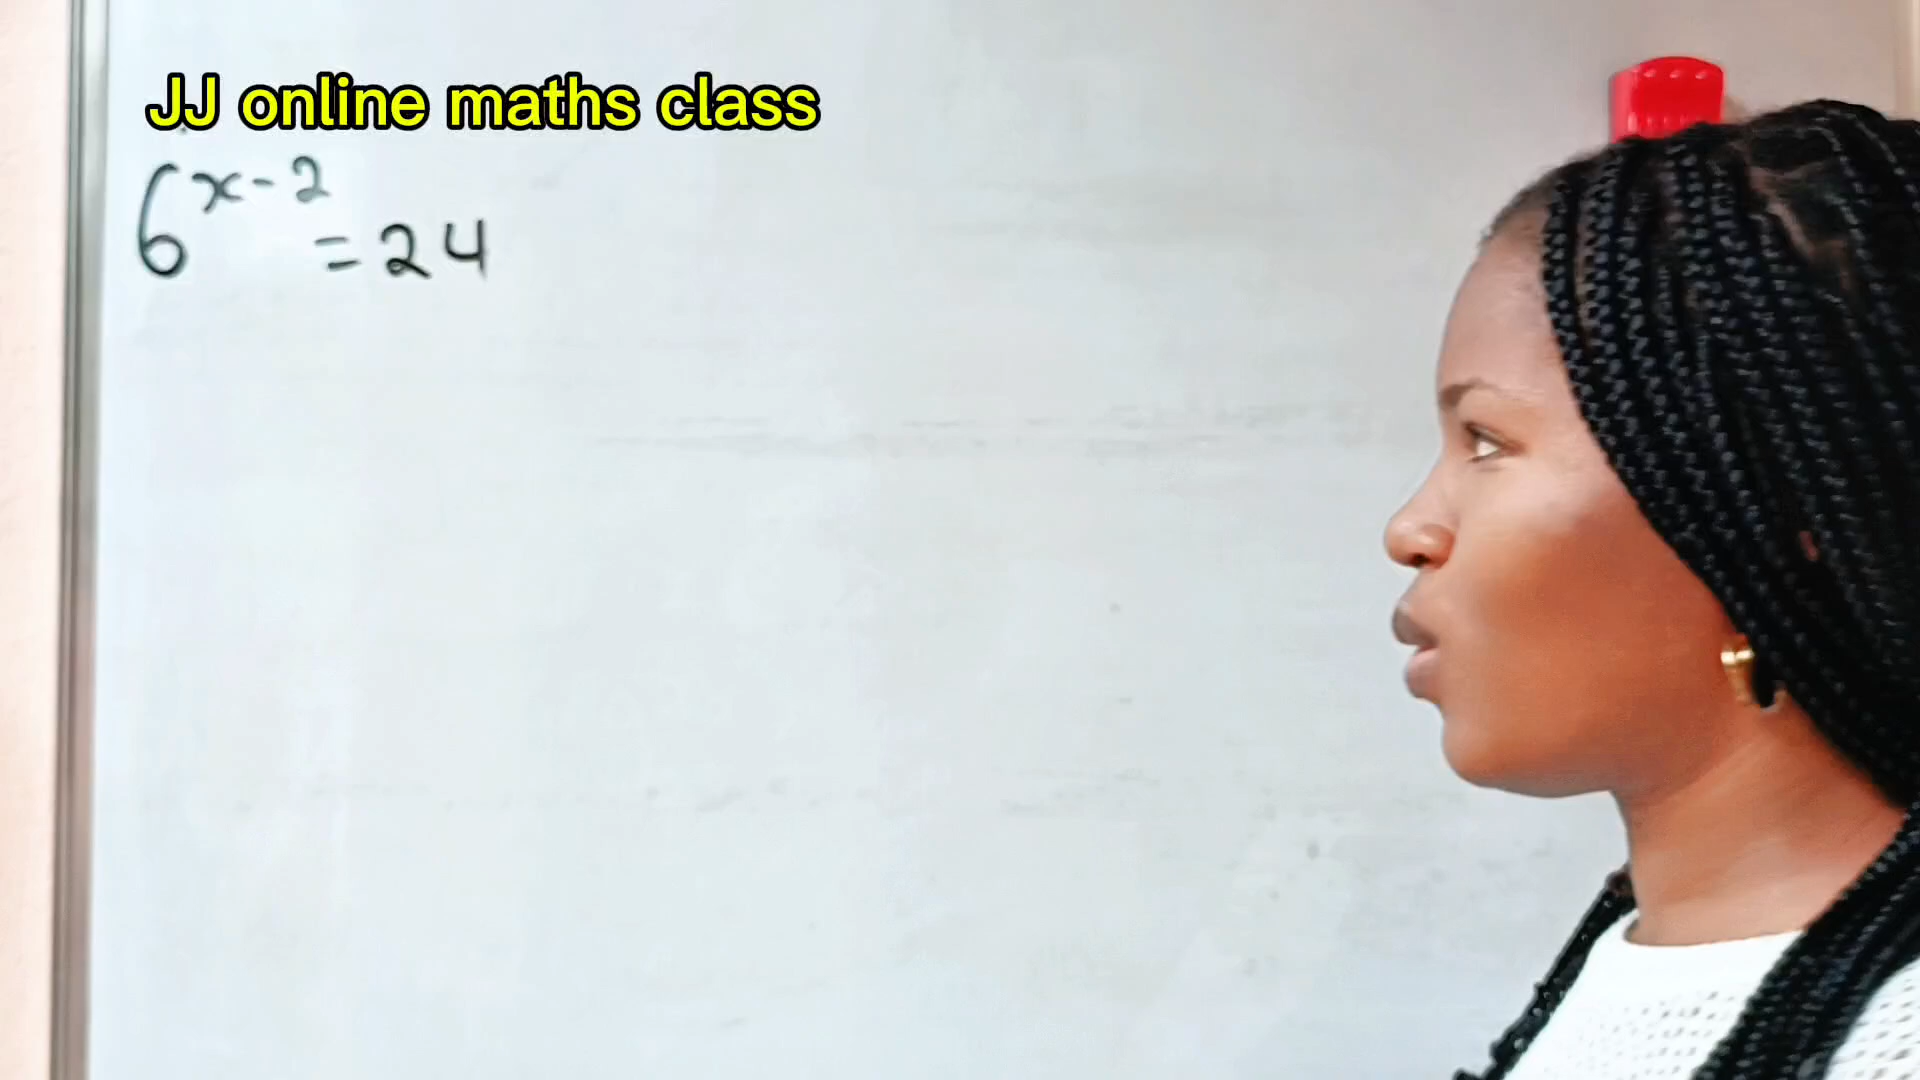 JJ online maths class
6^{x-2} = 24